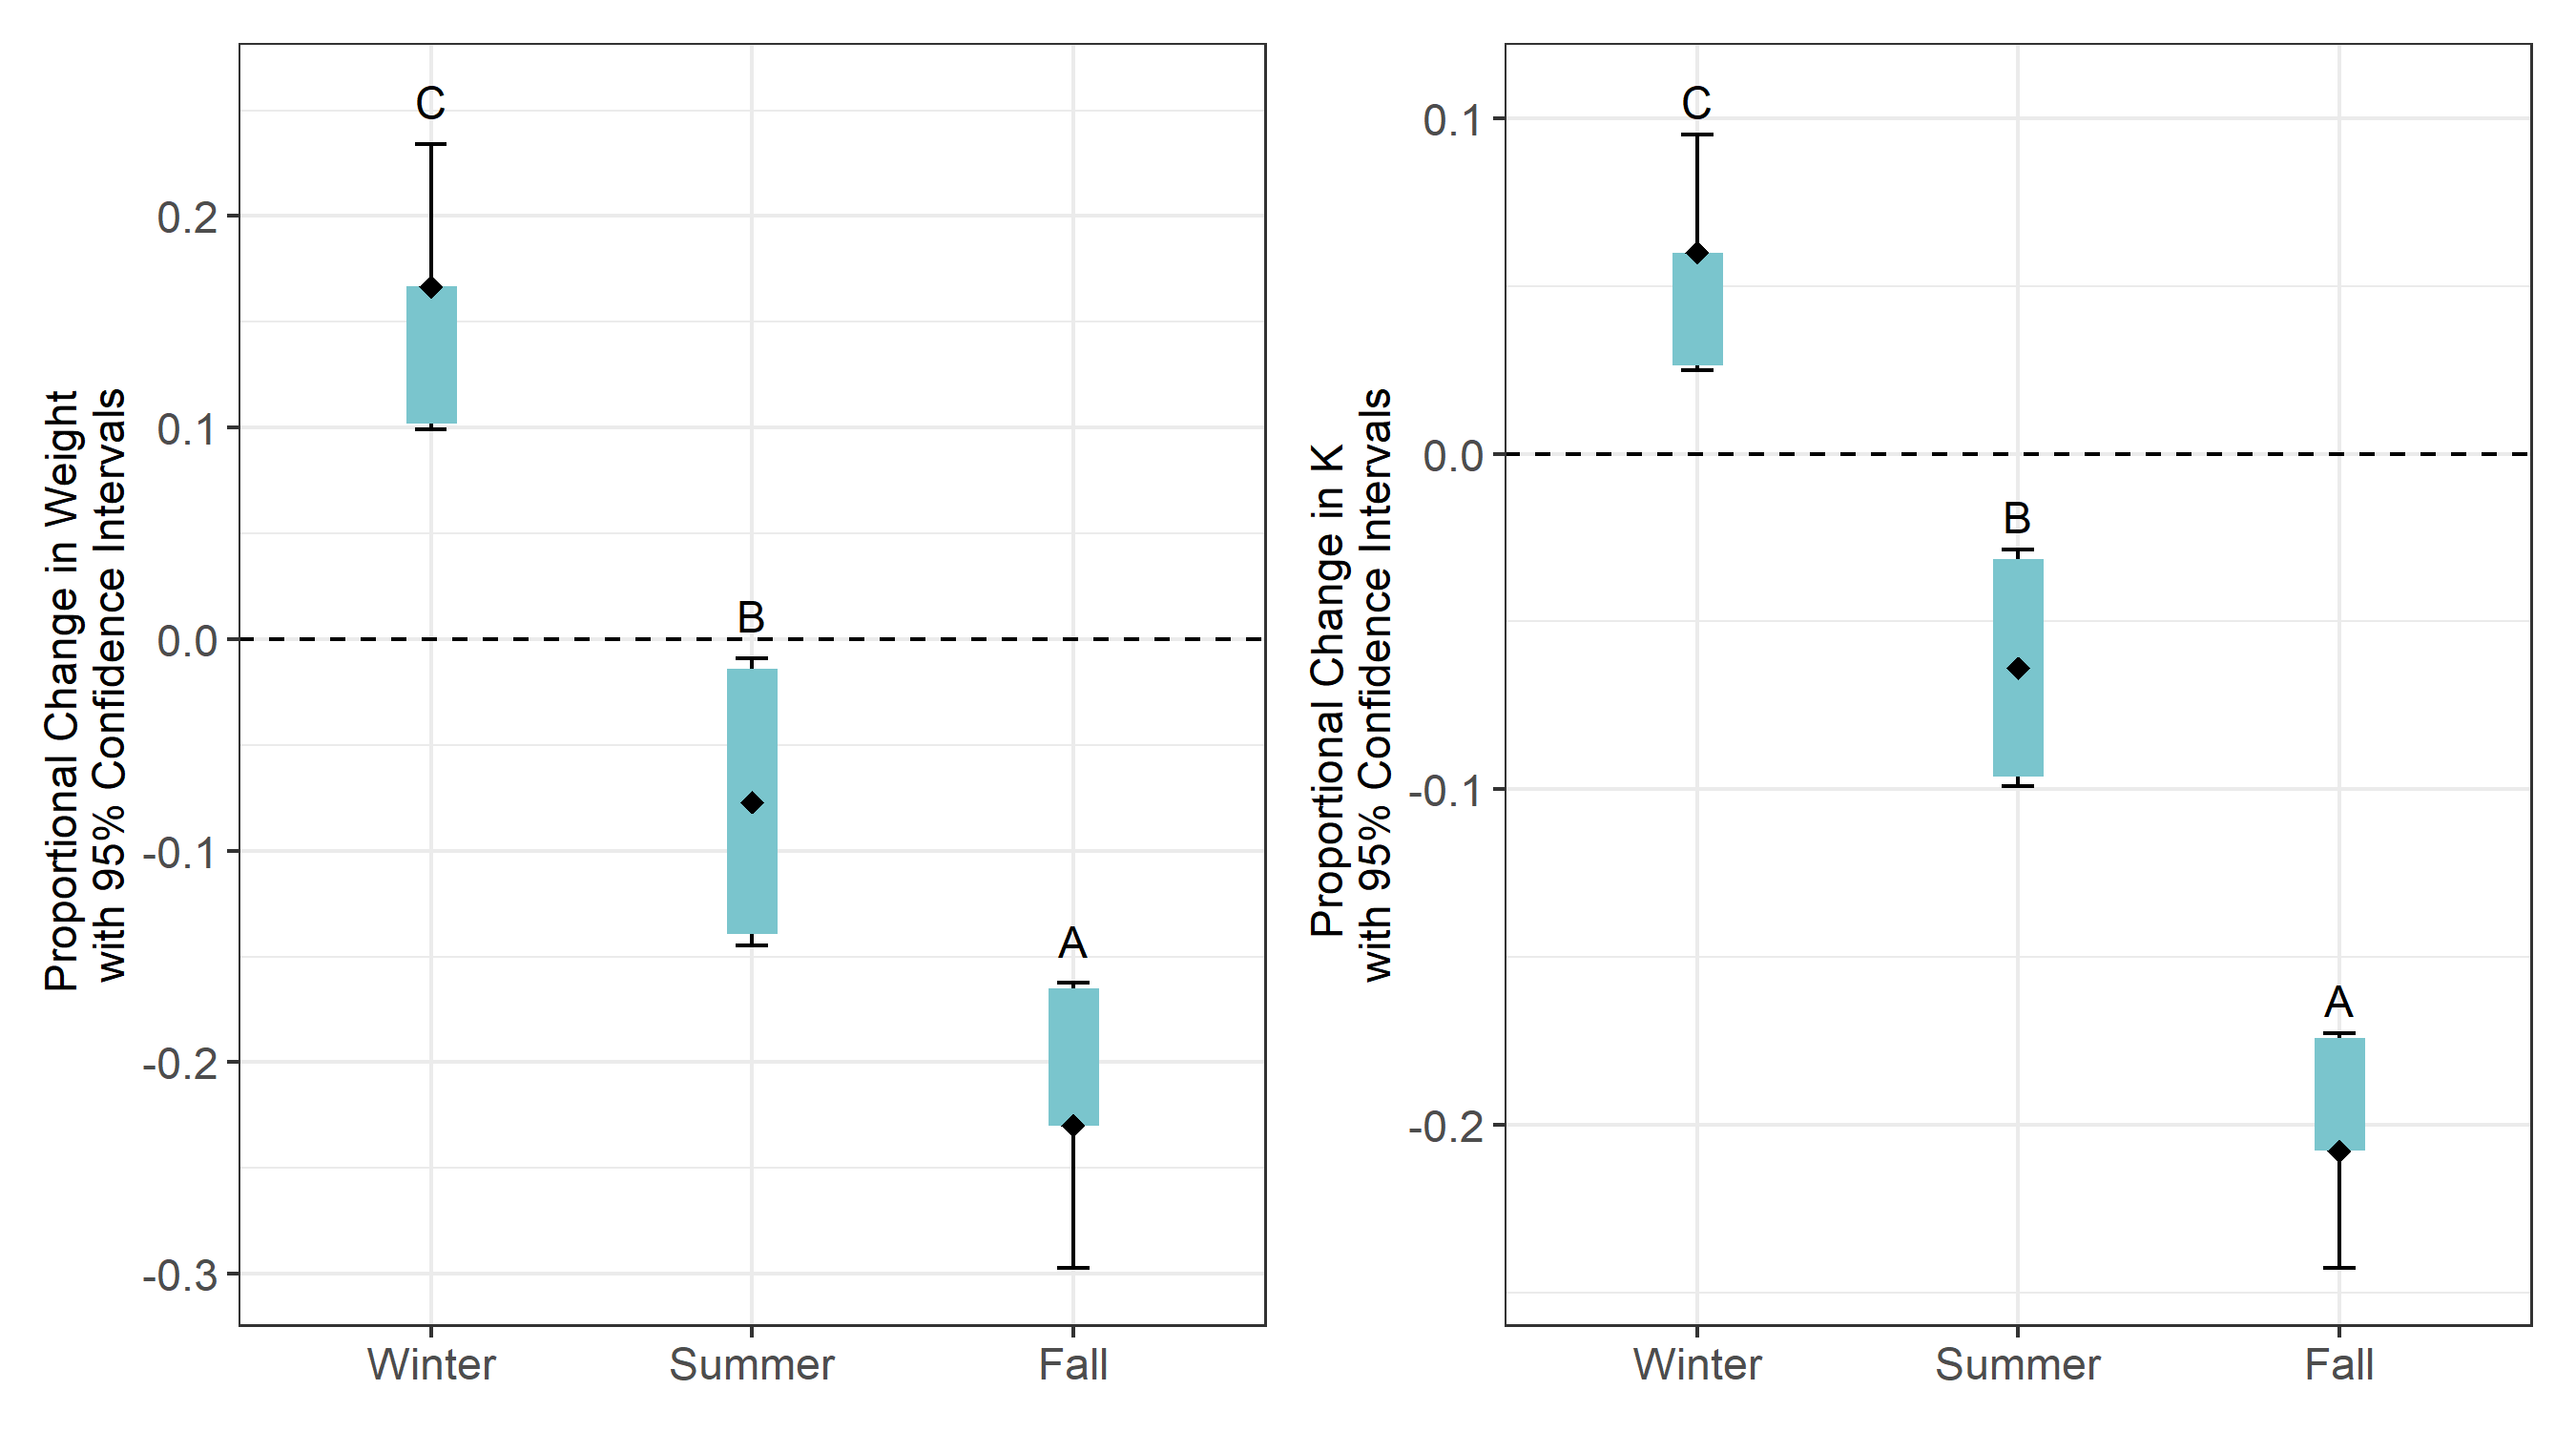 Proportional Change in Weight
with 95% Confidence Intervals
0.2
0.1
0.0
-0.1
-0.2
-0.3
C
B
A
Winter Summer Fall
Proportional Change in K
with 95% Confidence Intervals
0.1
0.0
-0.1
-0.2
C
B
A
Winter Summer Fall